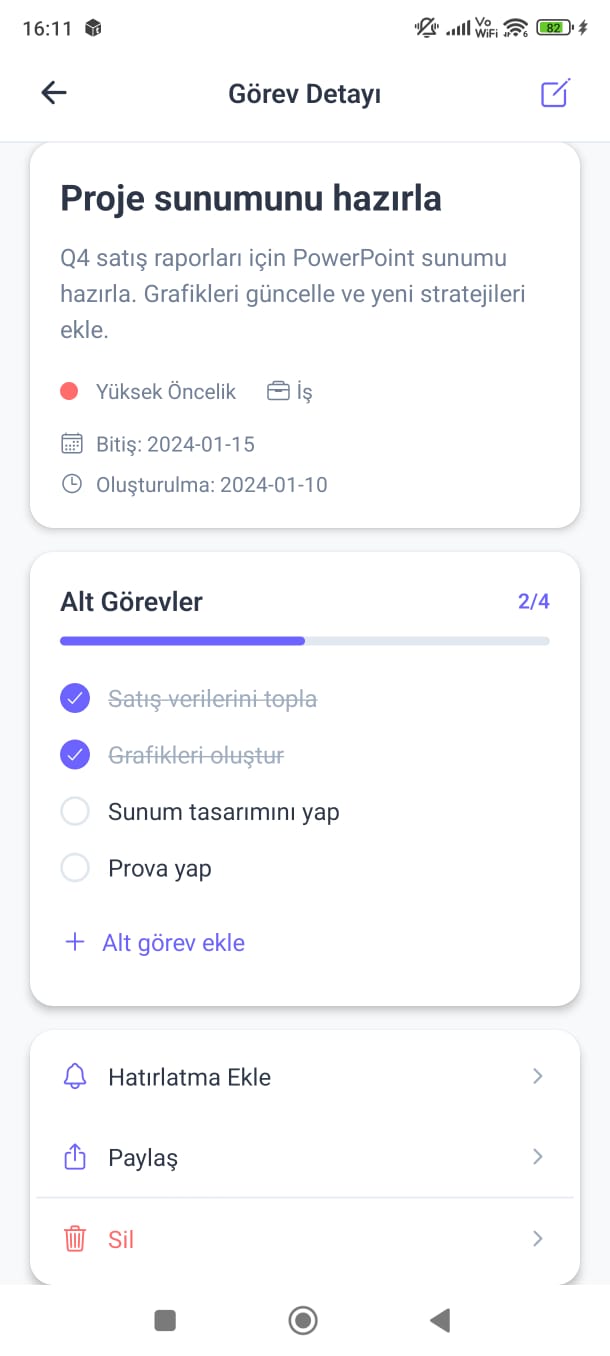 16:11
Vo
WiFi
6
82
Görev Detayı
Proje sunumunu hazırla
Q4 satış raporları için PowerPoint sunumu
hazırla. Grafikleri güncelle ve yeni stratejileri
ekle.
Yüksek Öncelik İş
Bitiş: 2024-01-15
Oluşturulma: 2024-01-10
Alt Görevler 2/4
Satış verilerini topla
Grafikleri oluştur
Sunum tasarımını yap
Prova yap
+ Alt görev ekle
Hatırlatma Ekle
Paylaş
Sil